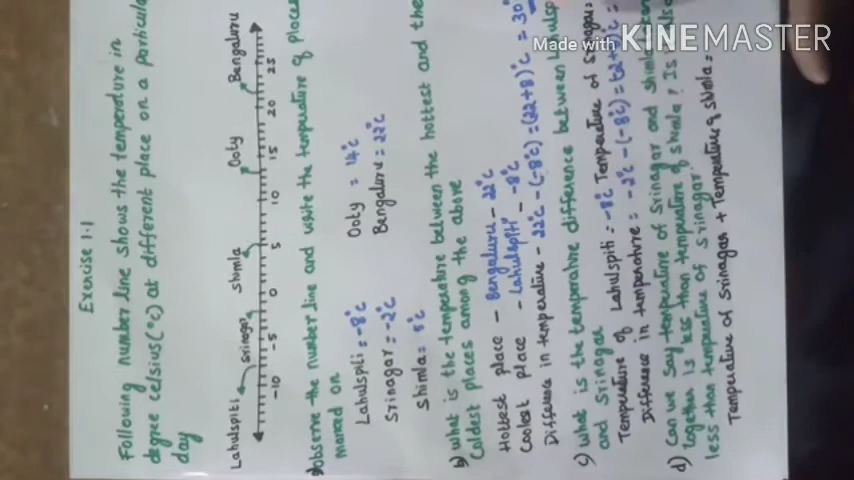 Exercise 1.1
Following number line shows the temperature in
degree celsius (°c) at different place on a particula
day
Lahulspiti Srinaga Shimla Ooty Bengaluru
-10 -5 0 5 10 15 20 25
a) observe the number line and write the temperature of place
marked on
Lahulspiti = -8°C Ooty = 14°C
Srinagar = -2°C Bengaluru = 22°C
Shimla = 5°C
b) what is the temperature between the hottest and the
Coldest places among the above
Hottest place - Bengaluru - 22°C
Coolest place - Lahulspiti - -8°C
Difference in temperature - 22°C - (-8°C) = (22+8)°C = 30°
c) what is the temperature difference between Lahulsp
and Srinagar
Temperature of Lahulspiti = -8°C Temperature of Srinagar =
Difference in temperature = -2°C - (-8°C) =
d) Can we say temperature of Srinagar and shimla
together is less than temperature of shimla? Is
less than temperature of srinagar?
Temperature of Srinagar + Temperature of Shimla =
Made with KINEMASTER